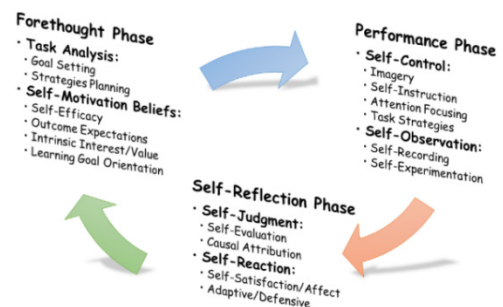 Forethought Phase
• Task Analysis:
• Goal Setting
• Strategies Planning
• Self-Motivation Beliefs:
• Self-Efficacy
• Outcome Expectations
• Intrinsic Interest/Value
• Learning Goal Orientation
Performance Phase
• Self-Control:
• Imagery
• Self-Instruction
• Attention Focusing
• Task Strategies
• Self-Observation:
• Self-Recording
• Self-Experimentation
Self-Reflection Phase
• Self-Judgment:
• Self-Evaluation
• Causal Attribution
• Self-Reaction:
• Self-Satisfaction/Affect
• Adaptive/Defensive